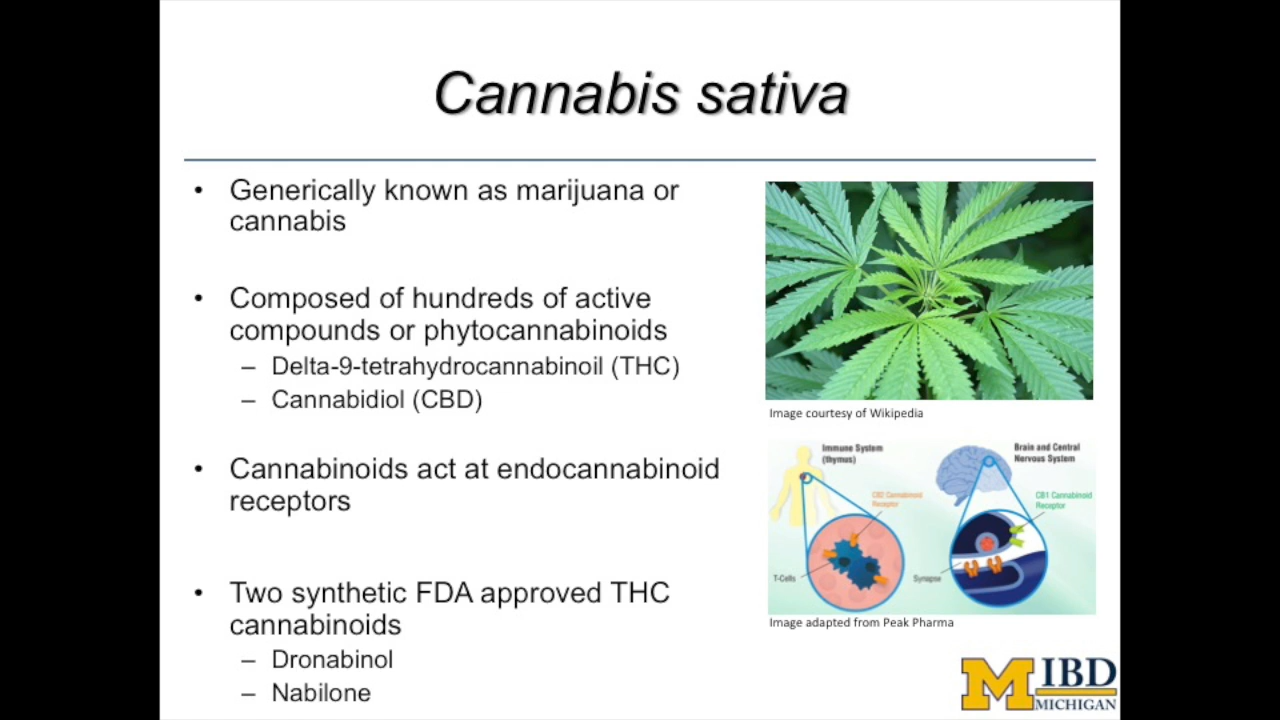 Cannabis sativa
• Generically known as marijuana or
cannabis
• Composed of hundreds of active
compounds or phytocannabinoids
– Delta-9-tetrahydrocannabinoil (THC)
– Cannabidiol (CBD)
• Cannabinoids act at endocannabinoid
receptors
• Two synthetic FDA approved THC
cannabinoids
– Dronabinol
– Nabilone
Image courtesy of Wikipedia
Immune System
(thymus)
CB2 Cannabinoid
Receptor
T-Cells
Brain and Central
Nervous System
CB1 Cannabinoid
Receptor
Synapse
Image adapted from Peak Pharma
M IBD
MICHIGAN